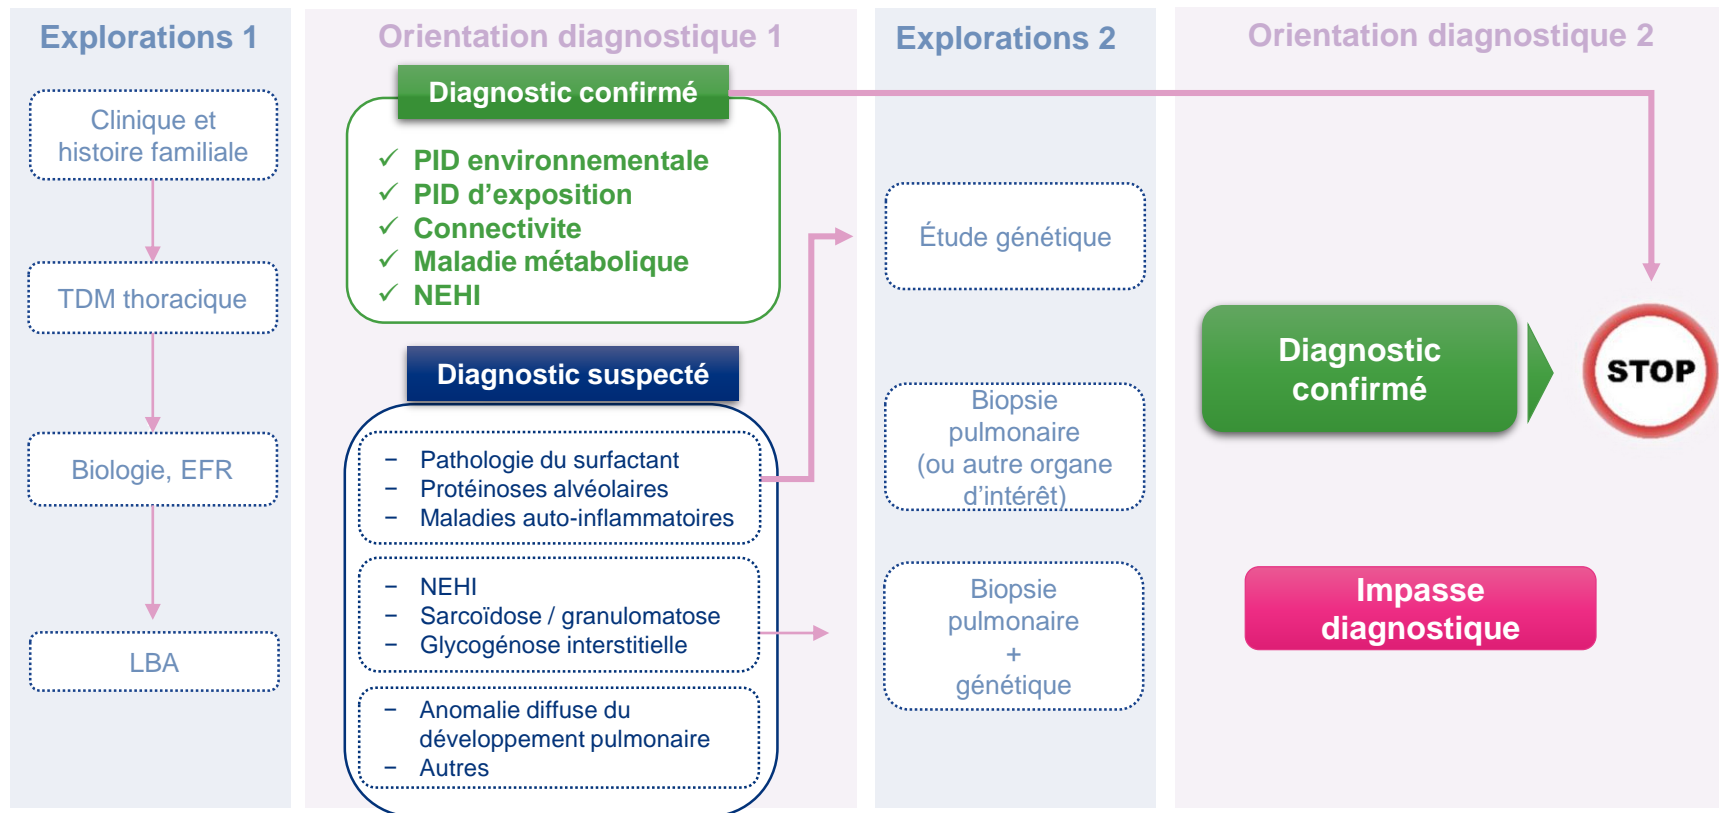 Explorations 1
Clinique et
histoire familiale
TDM thoracique
Biologie, EFR
LBA
Orientation diagnostique 1
Diagnostic confirmé
✓ PID environnementale
✓ PID d’exposition
✓ Connectivite
✓ Maladie métabolique
✓ NEHI
Diagnostic suspecté
− Pathologie du surfactant
− Protéinoses alvéolaires
− Maladies auto-inflammatoires
− NEHI
− Sarcoïdose / granulomatose
− Glycogénose interstitielle
− Anomalie diffuse du
développement pulmonaire
− Autres
Explorations 2
Étude génétique
Biopsie
pulmonaire
(ou autre organe
d’intérêt)
Biopsie
pulmonaire
+
génétique
Orientation diagnostique 2
Diagnostic
confirmé
STOP
Impasse
diagnostique